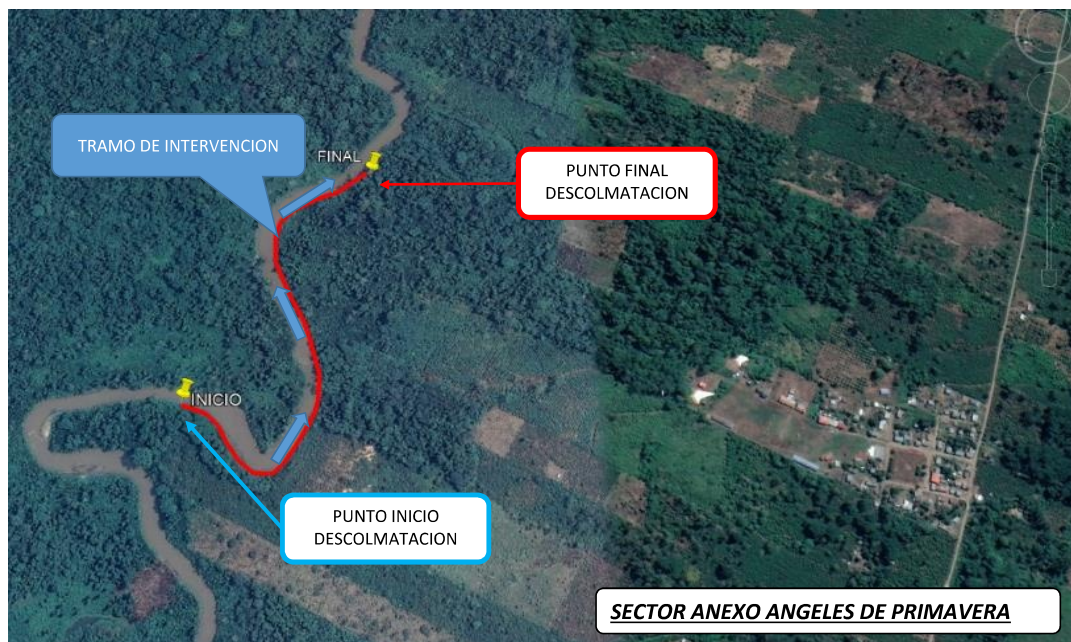 TRAMO DE INTERVENCION
FINAL
PUNTO FINAL
DESCOLMATACION
INICIO
PUNTO INICIO
DESCOLMATACION
SECTOR ANEXO ANGELES DE PRIMAVERA